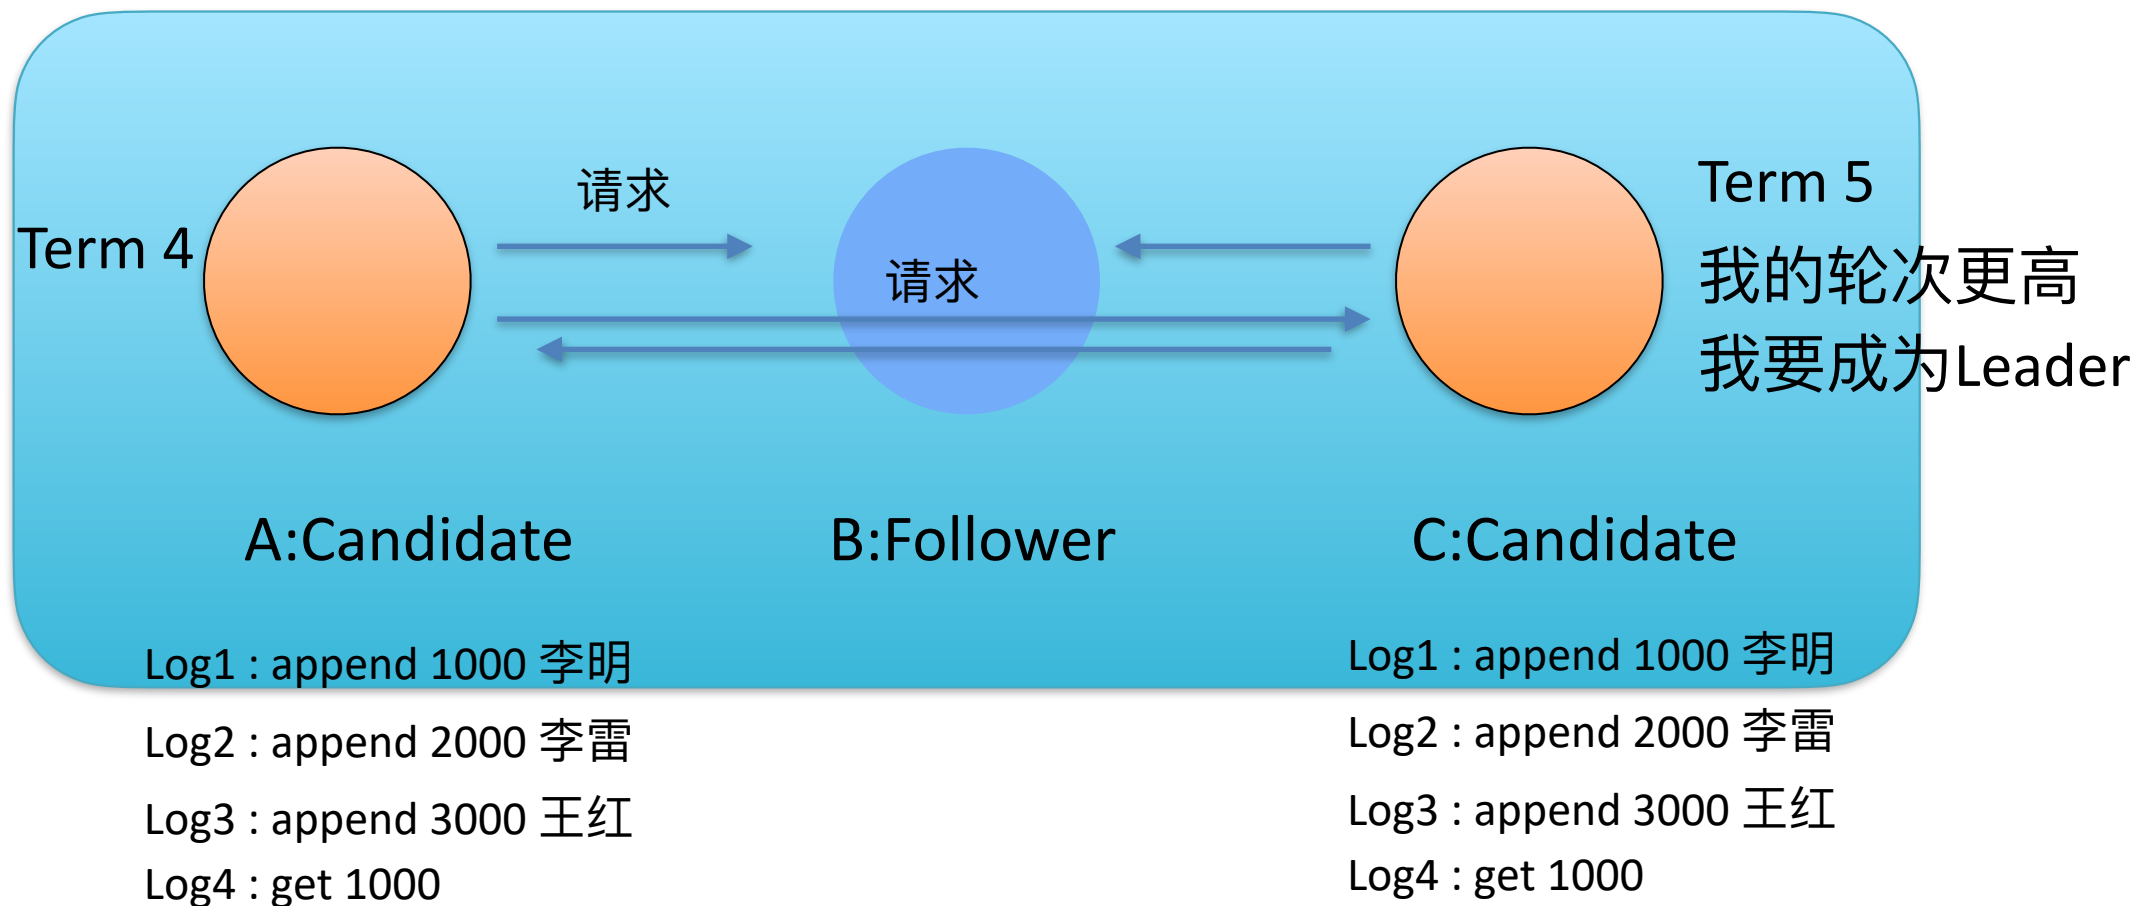 请求
Term 5
Term 4
我的轮次更高
请求
我要成为Leader
A:Candidate
B:Follower
C:Candidate
Log1 : append 1000 李明
Log2 : append 2000 李雷
Log3 : append 3000 王红
Log4 : get 1000
Log1 : append 1000 李明
Log2 : append 2000 李雷
Log3 : append 3000 王红
Log4 : get 1000